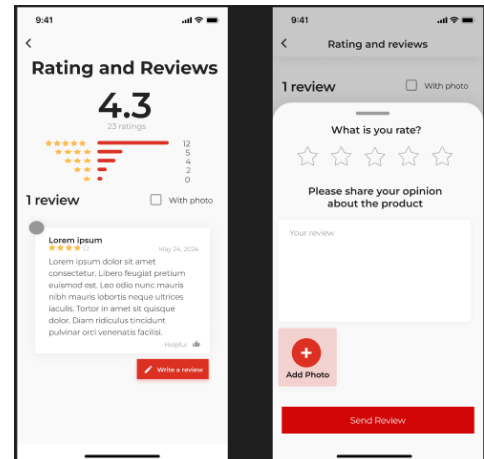 9:41
Rating and Reviews
4.3
23 ratings
12
5
4
2
0
1 review
With photo
Lorem ipsum
May 24, 2024
Lorem ipsum dolor sit amet
consectetur. Libero feugiat pretium
euismod est. Leo odio nunc mauris
nibh mauris lobortis neque ultrices
iaculis. Tortor in amet sit quisque
dolor. Diam ridiculus tincidunt
pulvinar orci venenatis facilisi.
Helpful
Write a review
9:41
Rating and reviews
1 review
With photo
What is you rate?
Please share your opinion
about the product
Your review
Add Photo
Send Review